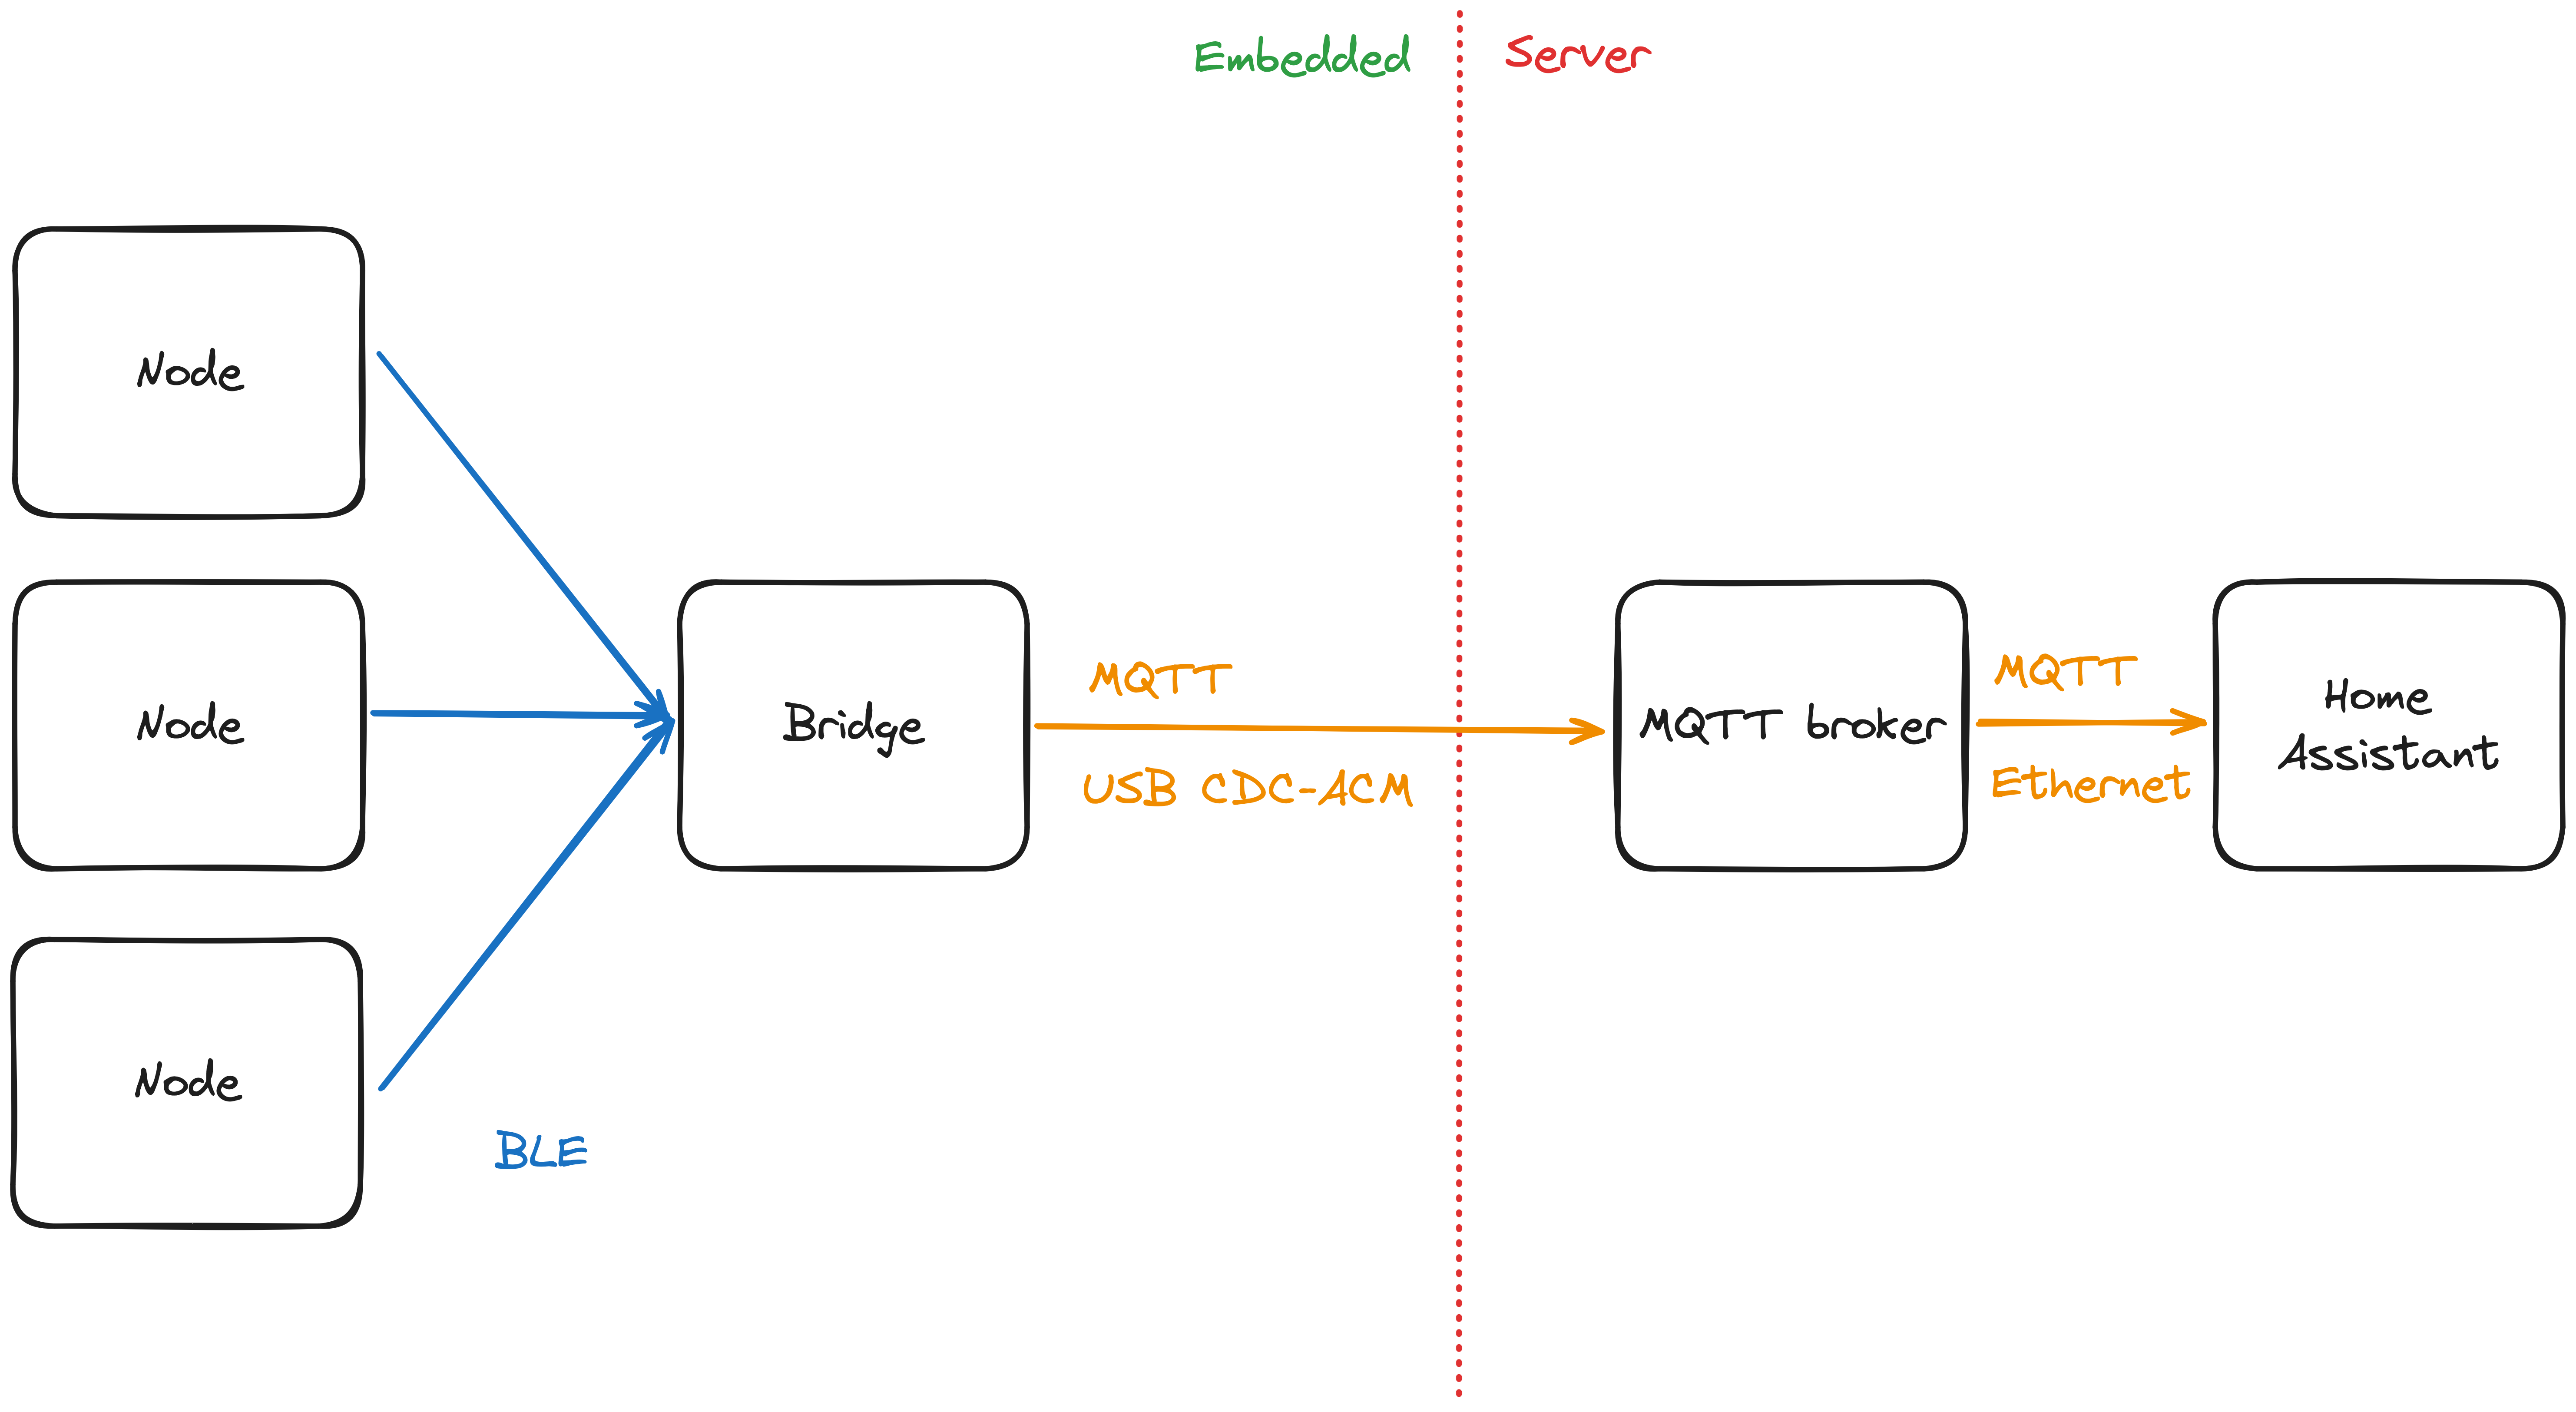 Embedded
Server
Node
Node
Node
BLE
Bridge
MQTT
USB CDC-ACM
MQTT broker
MQTT
Ethernet
Home
Assistant